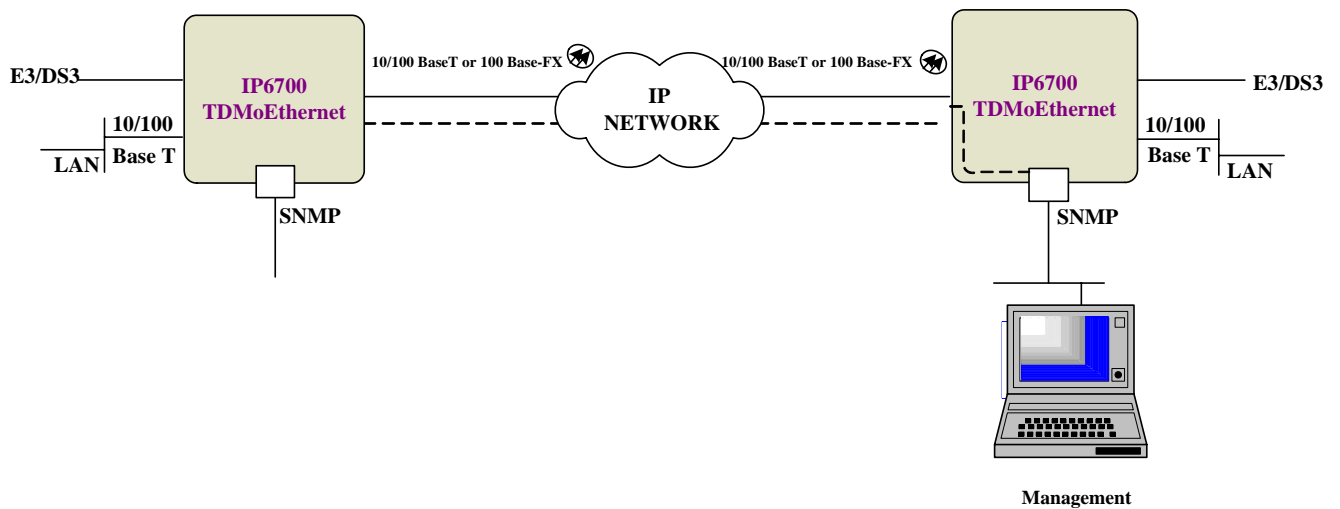 10/100 BaseT or 100 Base-FX
10/100 BaseT or 100 Base-FX
E3/DS3
IP6700
TDMoEthernet
IP
NETWORK
IP6700
TDMoEthernet
E3/DS3
10/100
Base T
LAN
10/100
Base T
LAN
SNMP
SNMP
Management